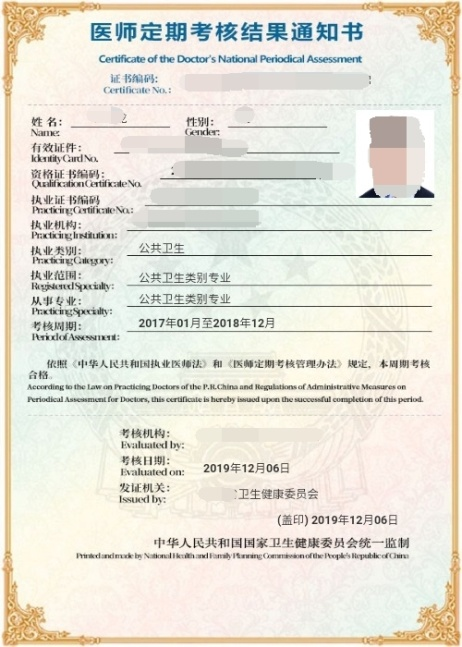 医师定期考核结果通知书
Certificate of the Doctor's National Periodical Assessment
证书编码：
Certificate No.:
姓 名： 性别：
Name: Gender:
有效证件：
Identity Card No.
资格证书编码：
Qualification Certificate No.
执业证书编码
Practicing Certificate No.:
执业机构：
Practicing Institution:
执业类别： 公共卫生
Practicing Category:
执业范围： 公共卫生类别专业
Registered Specialty:
从事专业： 公共卫生类别专业
Practicing Specialty:
考核周期： 2017年01月至2018年12月
Period of Assessment:
依照《中华人民共和国执业医师法》和《医师定期考核管理办法》规定，本周期考核
合格。
According to the Law on Practicing Doctors of the P.R.China and Regulations of Administrative Measures on
Periodical Assessment for Doctors, this certificate is hereby issued upon the successful completion of this period.
考核机构：
Evaluated by:
考核日期： 2019年12月06日
Evaluated on:
发证机关： 卫生健康委员会
Issued by:
(盖印) 2019年12月06日
中华人民共和国国家卫生健康委员会统一监制
Printed and made by National Health and Family Planning Commission of the People's Republic of China